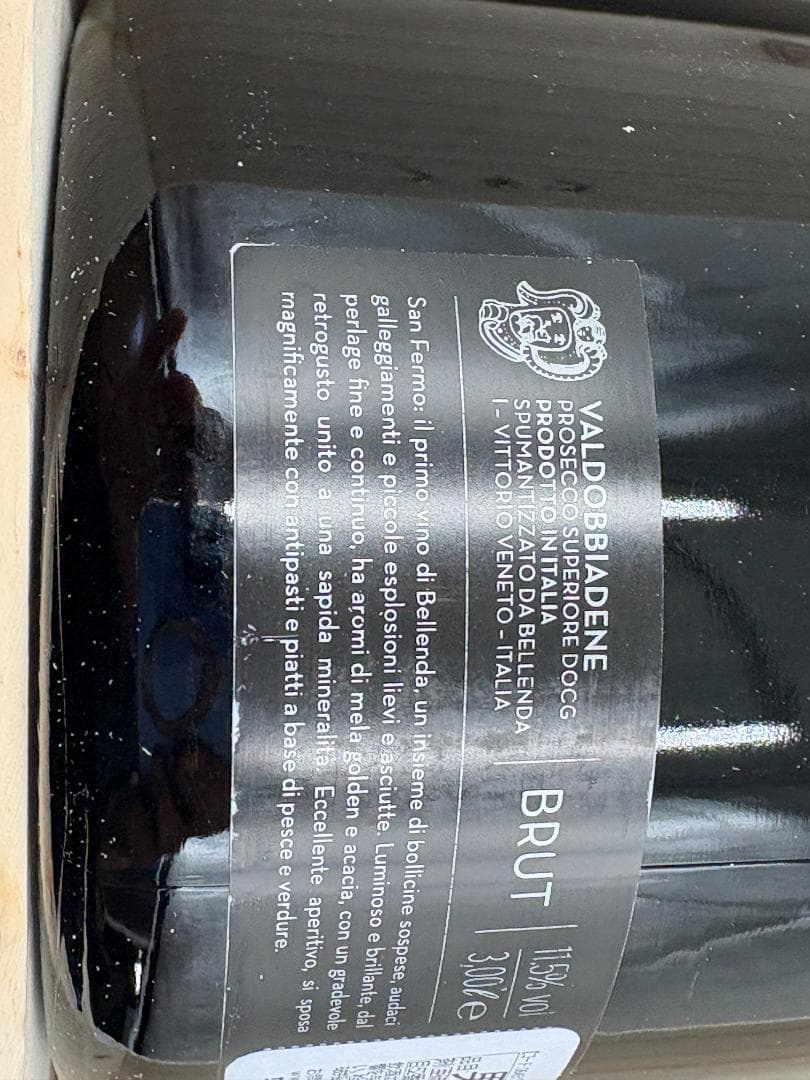 VALDOBBIADENE
PROSECCO SUPERIORE DOCG
PRODOTTO IN ITALIA
SPUMANTIZZATO DA BELLENDA
I - VITTORIO VENETO - ITALIA
BRUT
11,5% vol
3,00ℓ e
San Fermo: il primo vino di Bellenda, un insieme di bollicine sospese, audaci
galleggiamenti e piccole esplosioni lievi e asciutte. Luminoso e brillante, dal
perlage fine e continuo, ha aromi di mela golden e acacia, con un gradevole
retrogusto unito a una sapida mineralità. Eccellente aperitivo, si sposa
magnificamente con antipasti e piatti a base di pesce e verdure.